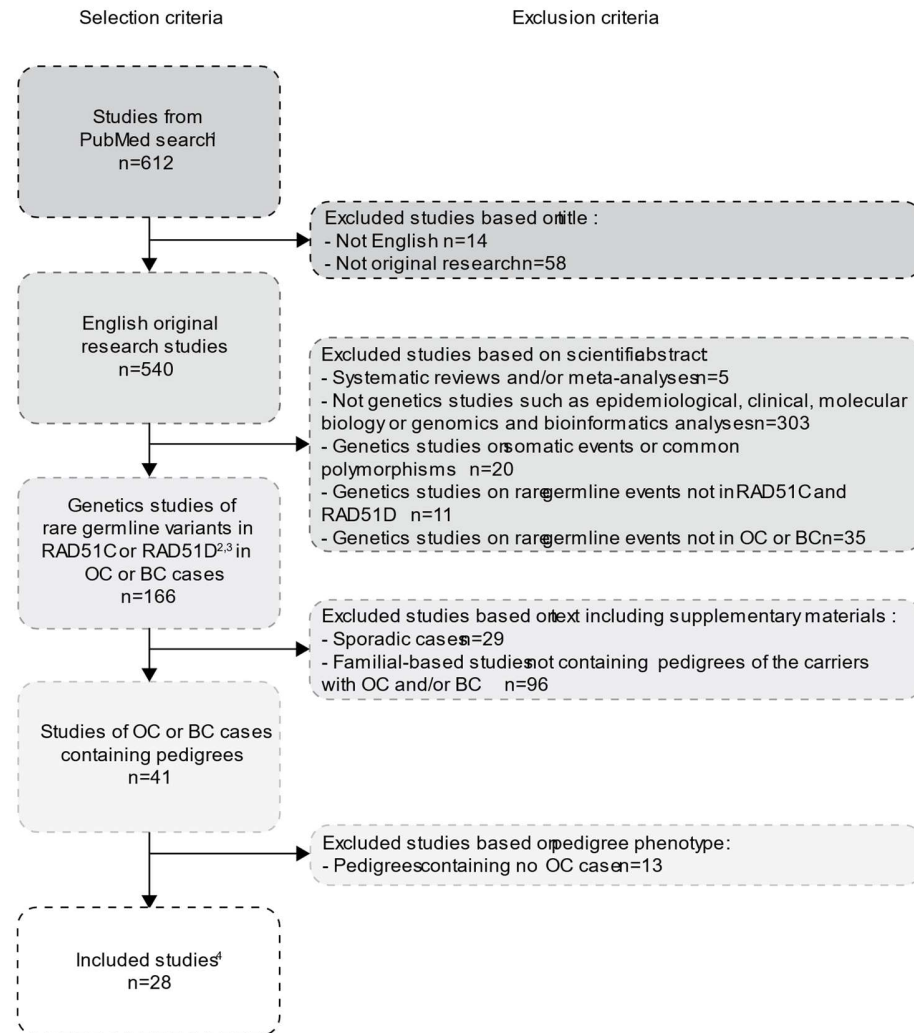 Selection criteria
Exclusion criteria
Studies from
PubMed search1
n=612
Excluded studies based on title :
- Not English n=14
- Not original research n=58
English original
research studies
n=540
Excluded studies based on scientific abstract:
- Systematic reviews and/or meta-analyses n=5
- Not genetics studies such as epidemiological, clinical, molecular
biology or genomics and bioinformatics analyses n=303
- Genetics studies on somatic events or common
polymorphisms n=20
- Genetics studies on rare germline events not in RAD51C and
RAD51D n=11
- Genetics studies on rare germline events not in OC or BC n=35
Genetics studies of
rare germline variants in
RAD51C or RAD51D2,3 in
OC or BC cases
n=166
Excluded studies based on text including supplementary materials :
- Sporadic cases n=29
- Familial-based studies not containing pedigrees of the carriers
with OC and/or BC n=96
Studies of OC or BC cases
containing pedigrees
n=41
Excluded studies based on pedigree phenotype:
- Pedigrees containing no OC case n=13
Included studies4
n=28